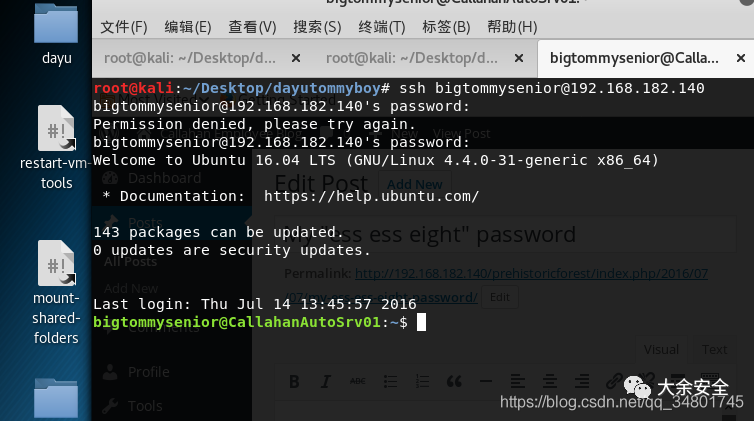 bigtommysenior@CallahanAutoSrv01:
文件(F) 编辑(E) 查看(V) 搜索(S) 终端(T) 标签(B) 帮助(H)
root@kali: ~/Desktop/d… × root@kali: ~/Desktop/d… × bigtommysenior@Calla… ×
dayu
restart-vm-
tools
mount-
shared-
folders
root@kali:~/Desktop/dayutommyboy# ssh bigtommysenior@192.168.182.140
bigtommysenior@192.168.182.140's password:
Permission denied, please try again.
bigtommysenior@192.168.182.140's password:
Welcome to Ubuntu 16.04 LTS (GNU/Linux 4.4.0-31-generic x86_64)
* Documentation: https://help.ubuntu.com/
143 packages can be updated.
0 updates are security updates.
Last login: Thu Jul 14 13:45:57 2016
bigtommysenior@CallahanAutoSrv01:~$
Callahan
New View Post
Dashboard
Edit Post Add New
Posts
My "ess ess eight" password
All Posts
Permalink: http://192.168.182.140/prehistoricforest/index.php/2016/07
Add New
password/ Edit
Comments
Visual Text
Profile
B I ABC
Tools
大余安全
https://blog.csdn.net/qq_34801745